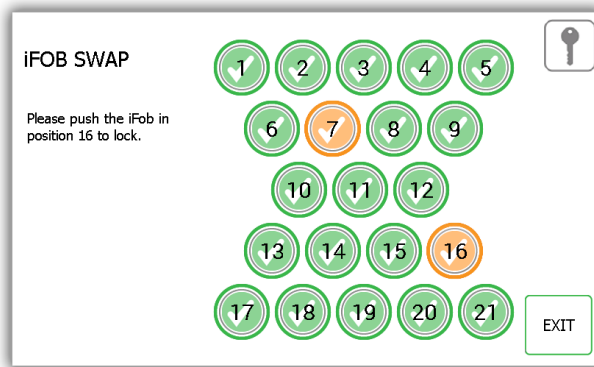 iFOB SWAP
Please push the iFob in
position 16 to lock.
1 2 3 4 5
6 7 8 9
10 11 12
13 14 15 16
17 18 19 20 21
EXIT